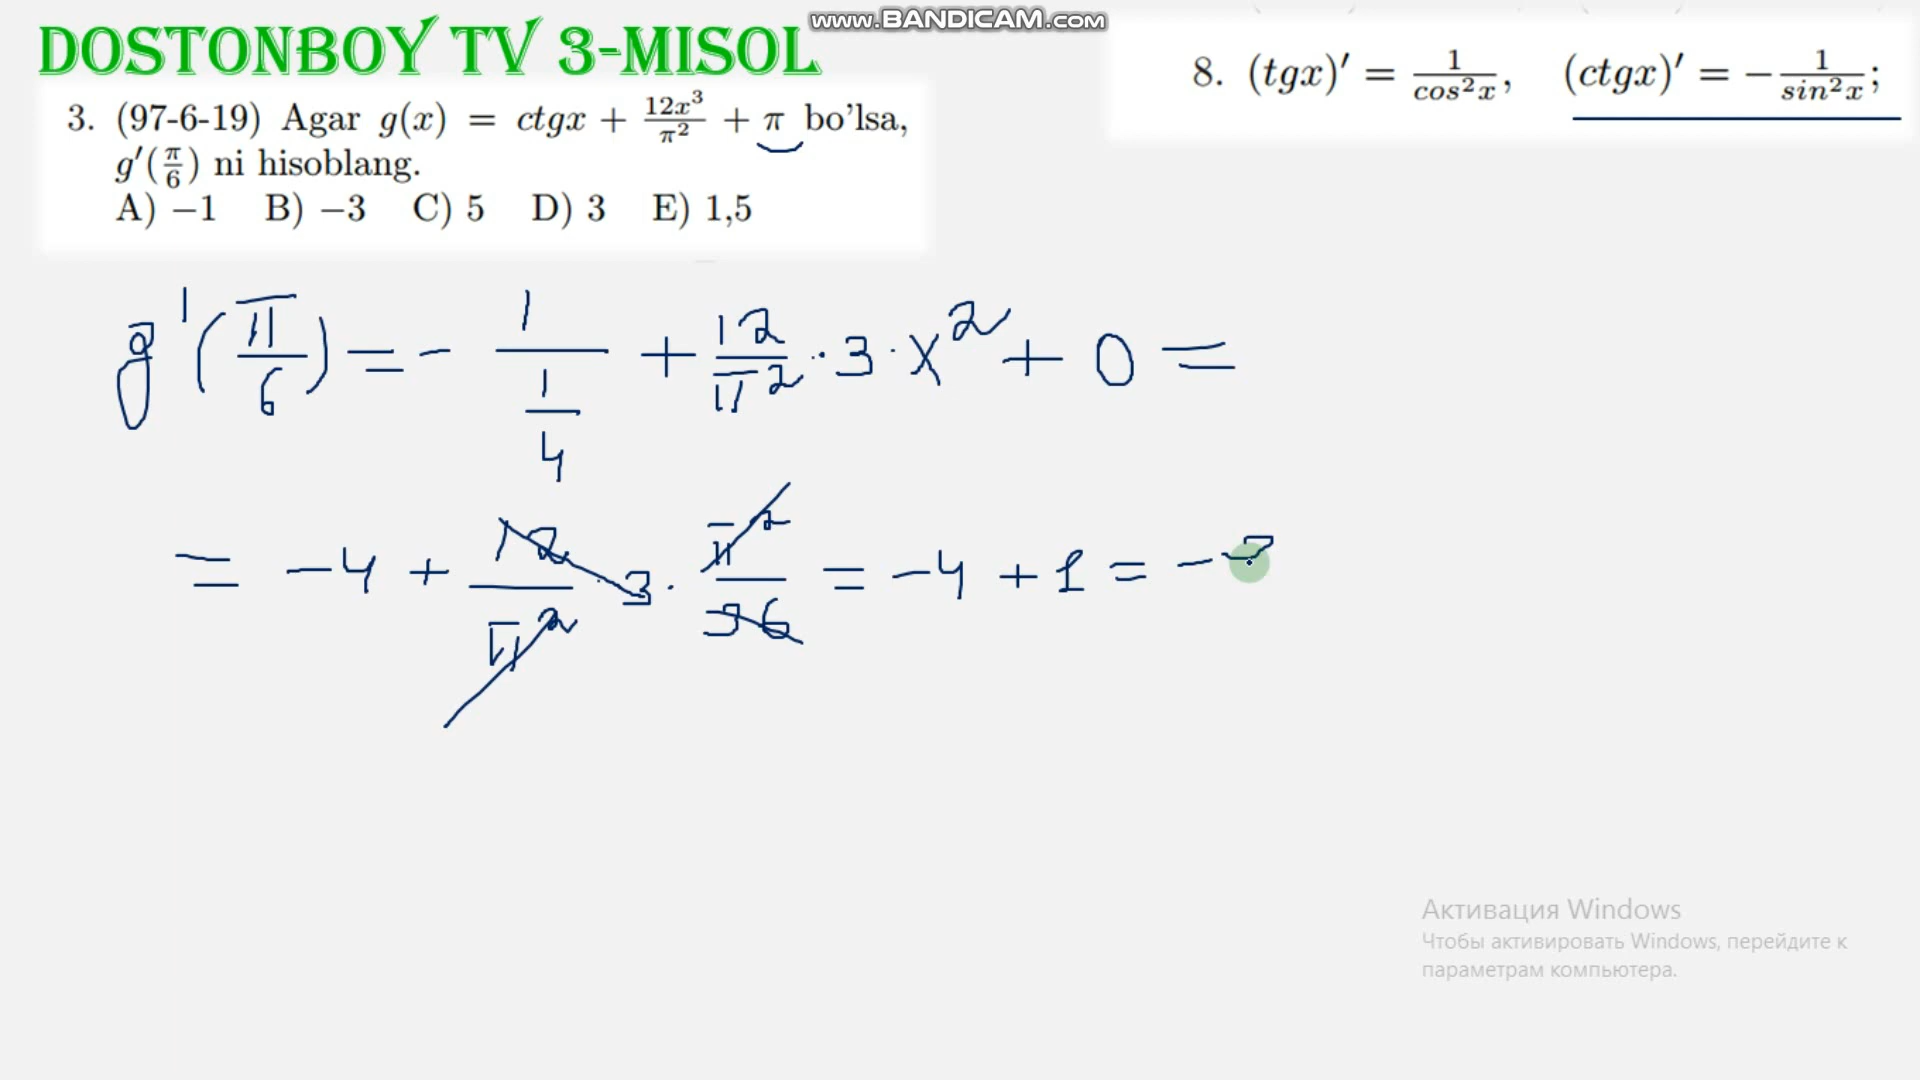 www.BANDICAM.com
DOSTONBOY TV 3-MISOL
8. (tgx)' = 1/cos²x, (ctgx)' = −1/sin²x;
3. (97-6-19) Agar g(x) = ctgx + 12x³/π² + π bo'lsa,
g'(π/6) ni hisoblang.
A) −1 B) −3 C) 5 D) 3 E) 1,5
g'(π/6) = − 1/(1/4) + 12/π² · 3 · x² + 0 =
= −4 + 12/π² · 3 · π²/36 = −4 + 1 = −
Активация Windows
Чтобы активировать Windows, перейдите к
параметрам компьютера.